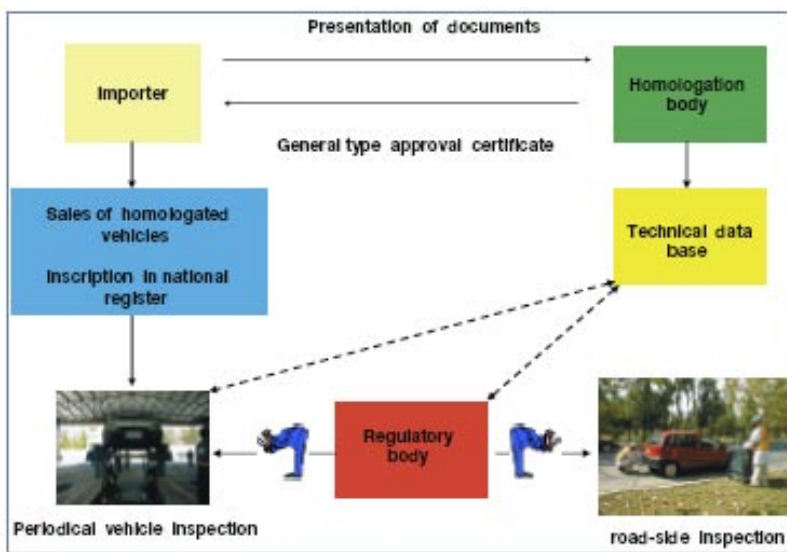 Presentation of documents
Importer
Homologation
body
General type approval certificate
Sales of homologated
vehicles
Inscription in national
register
Technical data
base
Regulatory
body
Periodical vehicle inspection
road-side inspection